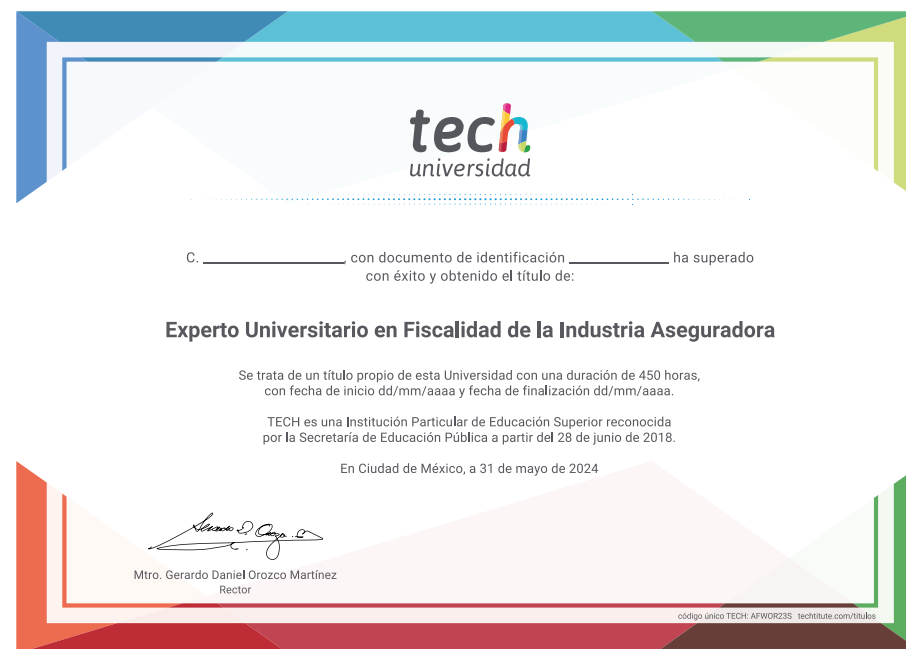 tech
universidad
C. ____________, con documento de identificación ____________ ha superado
con éxito y obtenido el título de:
Experto Universitario en Fiscalidad de la Industria Aseguradora
Se trata de un título propio de esta Universidad con una duración de 450 horas,
con fecha de inicio dd/mm/aaaa y fecha de finalización dd/mm/aaaa.
TECH es una Institución Particular de Educación Superior reconocida
por la Secretaría de Educación Pública a partir del 28 de junio de 2018.
En Ciudad de México, a 31 de mayo de 2024
Mtro. Gerardo Daniel Orozco Martínez
Rector
código único TECH: AFWOR23S techtitute.com/titulos